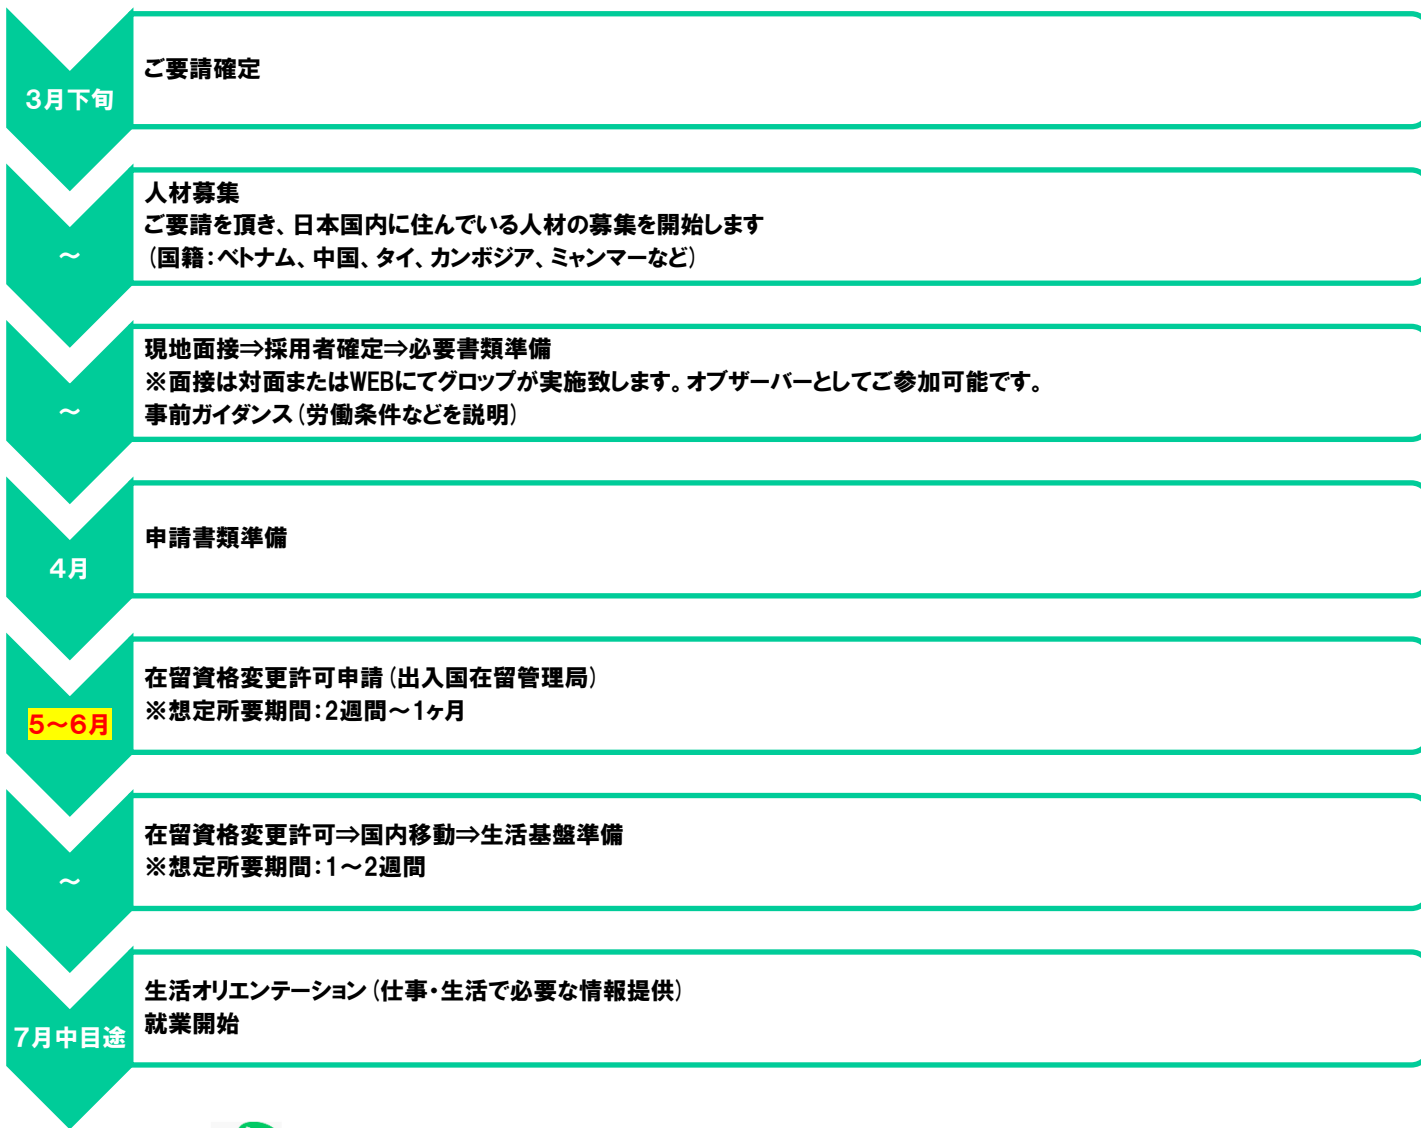 3月下旬
ご要請確定
～
人材募集
ご要請を頂き、日本国内に住んでいる人材の募集を開始します
(国籍：ベトナム、中国、タイ、カンボジア、ミャンマーなど)
～
現地面接⇒採用者確定⇒必要書類準備
※面接は対面またはWEBにてグロップが実施致します。オブザーバーとしてご参加可能です。
事前ガイダンス(労働条件などを説明)
4月
申請書類準備
5～6月
在留資格変更許可申請(出入国在留管理局)
※想定所要期間：2週間～1ヶ月
～
在留資格変更許可⇒国内移動⇒生活基盤準備
※想定所要期間：1～2週間
7月中目途
生活オリエンテーション(仕事・生活で必要な情報提供)
就業開始